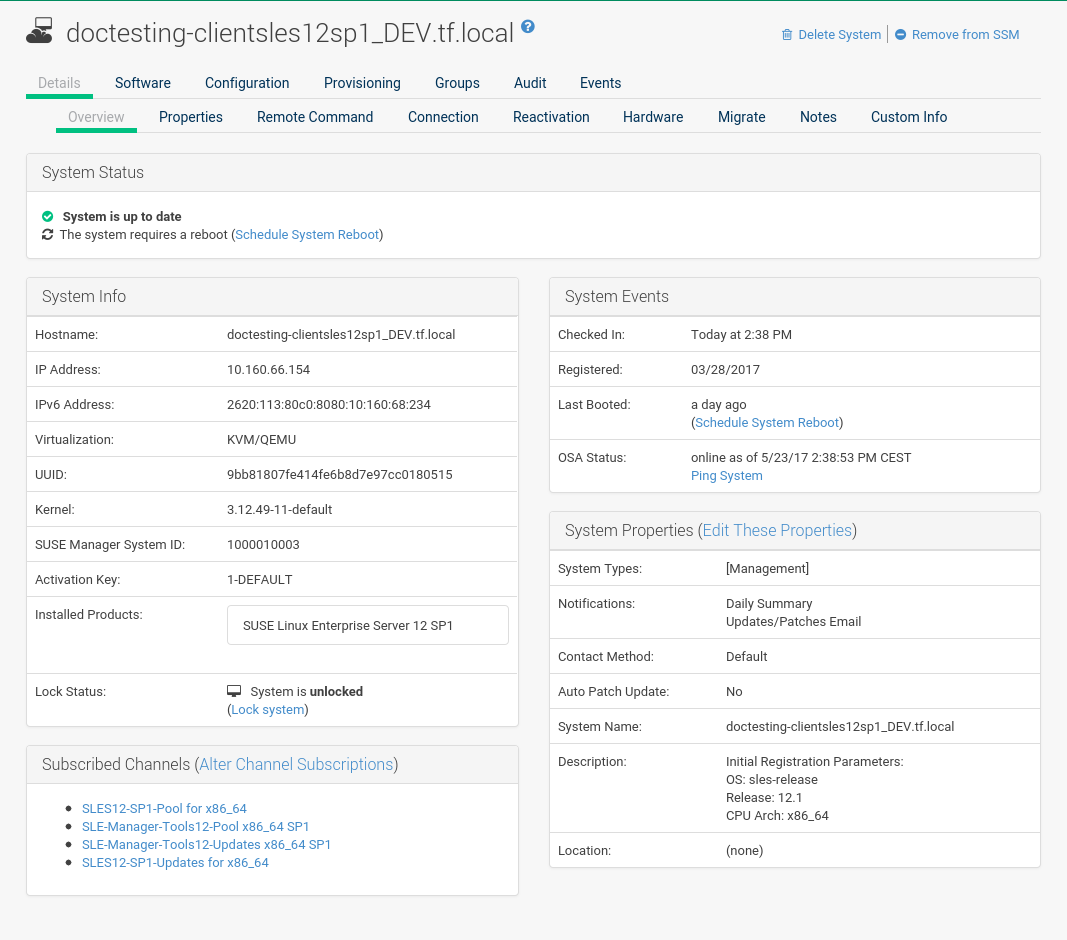 doctesting-clientsles12sp1_DEV.tf.local ?
Delete System | Remove from SSM
Details Software Configuration Provisioning Groups Audit Events
Overview Properties Remote Command Connection Reactivation Hardware Migrate Notes Custom Info
System Status
System is up to date
The system requires a reboot (Schedule System Reboot)
System Info
Hostname: doctesting-clientsles12sp1_DEV.tf.local
IP Address: 10.160.66.154
IPv6 Address: 2620:113:80c0:8080:10:160:68:234
Virtualization: KVM/QEMU
UUID: 9bb81807fe414fe6b8d7e97cc0180515
Kernel: 3.12.49-11-default
SUSE Manager System ID: 1000010003
Activation Key: 1-DEFAULT
Installed Products: SUSE Linux Enterprise Server 12 SP1
Lock Status: System is unlocked
(Lock system)
Subscribed Channels (Alter Channel Subscriptions)
SLES12-SP1-Pool for x86_64
SLE-Manager-Tools12-Pool x86_64 SP1
SLE-Manager-Tools12-Updates x86_64 SP1
SLES12-SP1-Updates for x86_64
System Events
Checked In: Today at 2:38 PM
Registered: 03/28/2017
Last Booted: a day ago
(Schedule System Reboot)
OSA Status: online as of 5/23/17 2:38:53 PM CEST
Ping System
System Properties (Edit These Properties)
System Types: [Management]
Notifications: Daily Summary
Updates/Patches Email
Contact Method: Default
Auto Patch Update: No
System Name: doctesting-clientsles12sp1_DEV.tf.local
Description: Initial Registration Parameters:
OS: sles-release
Release: 12.1
CPU Arch: x86_64
Location: (none)